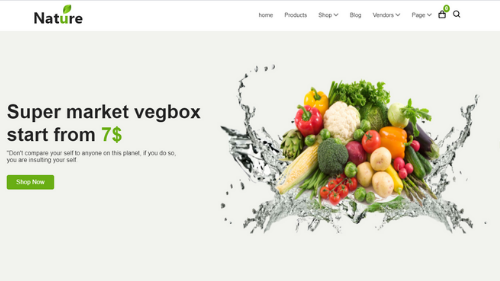 Nature
home Products Shop Blog Vendors Page 0
Super market vegbox
start from 7$
"Don't compare your self to anyone on this planet, if you do so,
you are insulting your self
Shop Now